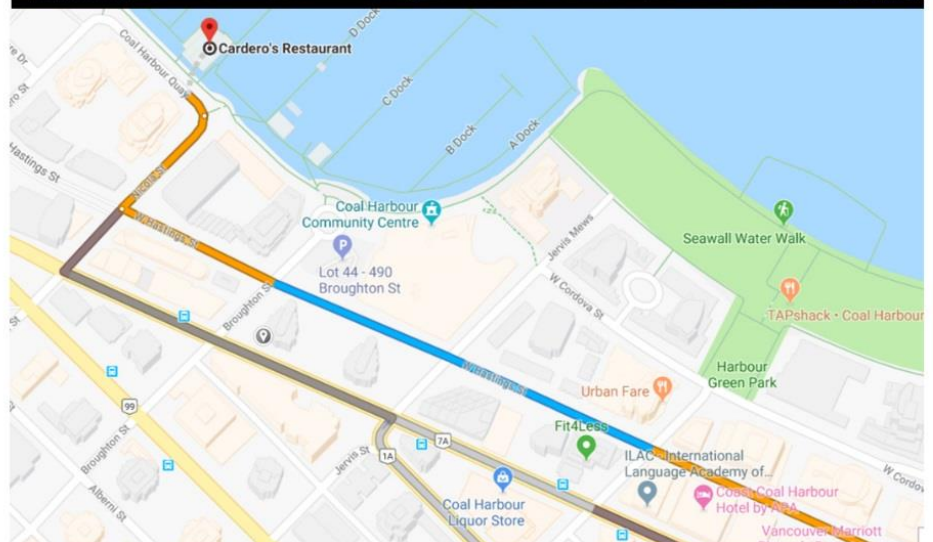 D Dock
Cardero's Restaurant
Coal Harbour Quay
C Dock
B Dock
A Dock
Hastings St
Nicola St
W Hastings St
Coal Harbour
Community Centre
P
Lot 44 - 490
Broughton St
Jervis Mews
Seawall Water Walk
W Cordova St
TAPshack • Coal Harbour
Broughton St
Harbour
Green Park
W Hastings St
Urban Fare
99
Fit4Less
7A
1A
Jervis St
Broughton St
ILAC - International
Language Academy of...
Coast Coal Harbour
Hotel by APA
W Cordov
Alberni St
Coal Harbour
Liquor Store
Vancouver Marriott